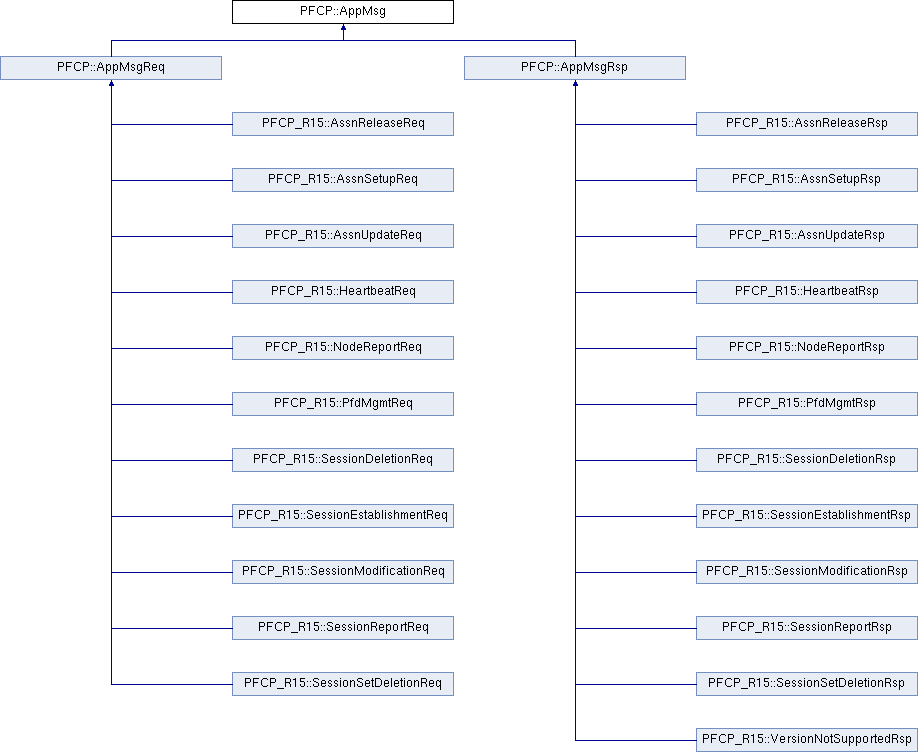 PFCP::AppMsg
PFCP::AppMsgReq
PFCP::AppMsgRsp
PFCP_R15::AssnReleaseReq
PFCP_R15::AssnReleaseRsp
PFCP_R15::AssnSetupReq
PFCP_R15::AssnSetupRsp
PFCP_R15::AssnUpdateReq
PFCP_R15::AssnUpdateRsp
PFCP_R15::HeartbeatReq
PFCP_R15::HeartbeatRsp
PFCP_R15::NodeReportReq
PFCP_R15::NodeReportRsp
PFCP_R15::PfdMgmtReq
PFCP_R15::PfdMgmtRsp
PFCP_R15::SessionDeletionReq
PFCP_R15::SessionDeletionRsp
PFCP_R15::SessionEstablishmentReq
PFCP_R15::SessionEstablishmentRsp
PFCP_R15::SessionModificationReq
PFCP_R15::SessionModificationRsp
PFCP_R15::SessionReportReq
PFCP_R15::SessionReportRsp
PFCP_R15::SessionSetDeletionReq
PFCP_R15::SessionSetDeletionRsp
PFCP_R15::VersionNotSupportedRsp